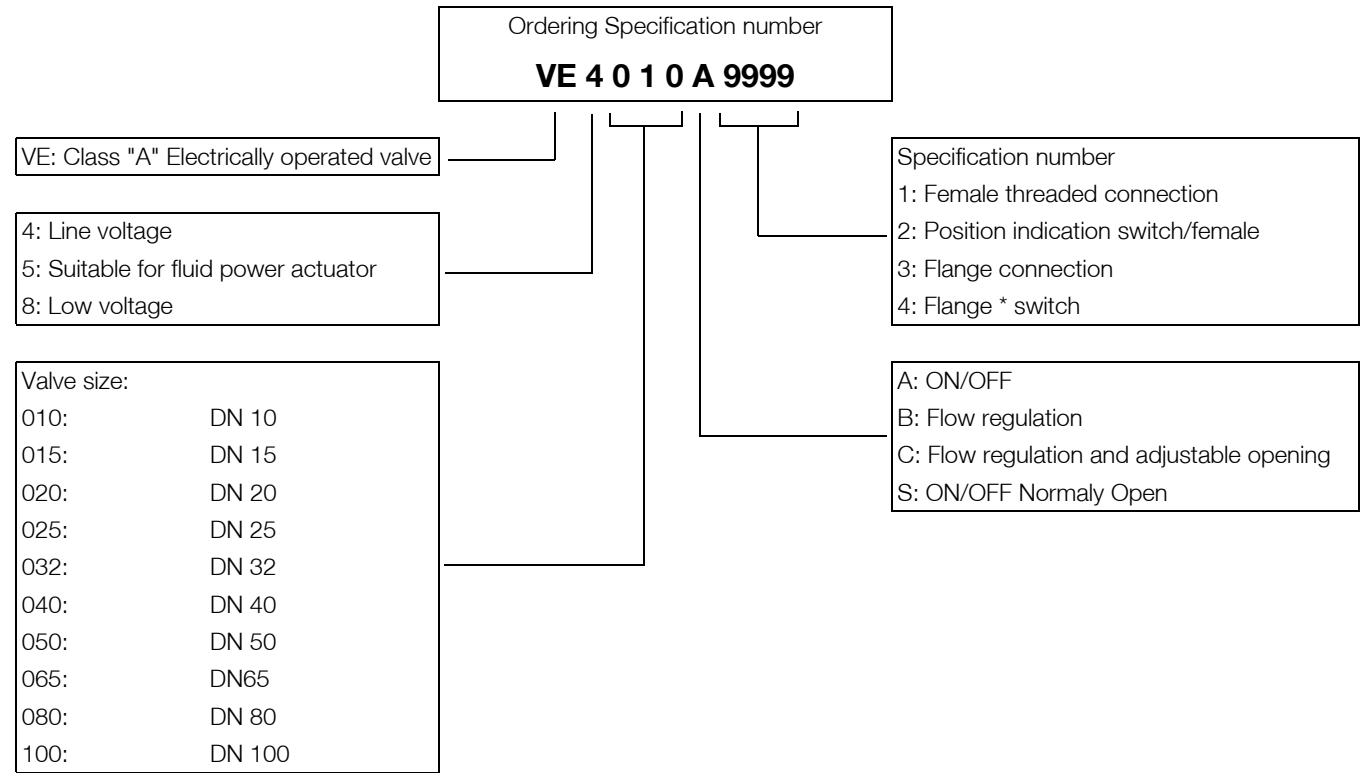 Ordering Specification number
VE 4 0 1 0 A 9999
VE: Class "A" Electrically operated valve
4: Line voltage
5: Suitable for fluid power actuator
8: Low voltage
Valve size:
010: DN 10
015: DN 15
020: DN 20
025: DN 25
032: DN 32
040: DN 40
050: DN 50
065: DN65
080: DN 80
100: DN 100
Specification number
1: Female threaded connection
2: Position indication switch/female
3: Flange connection
4: Flange * switch
A: ON/OFF
B: Flow regulation
C: Flow regulation and adjustable opening
S: ON/OFF Normaly Open